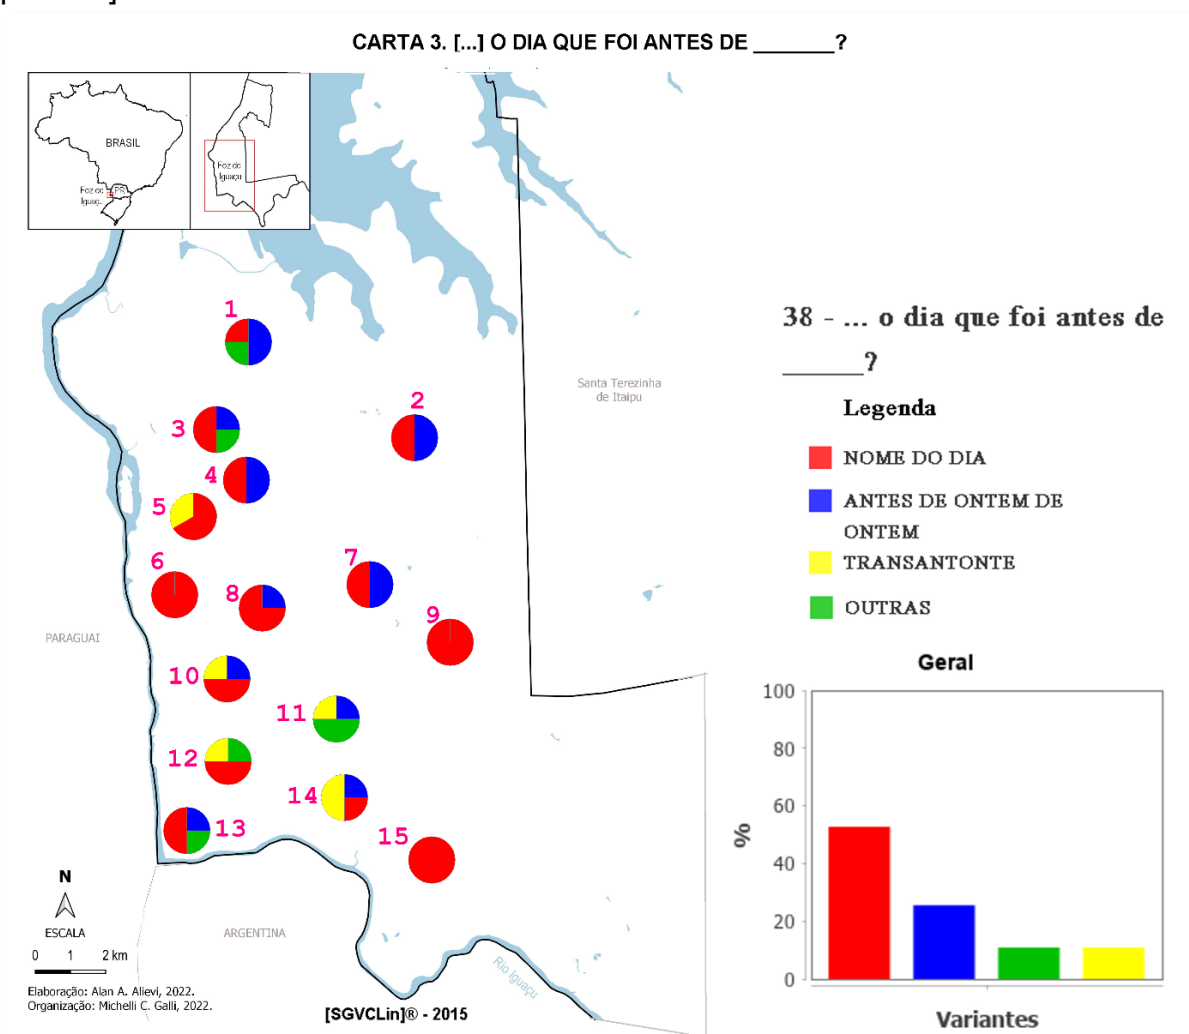 CARTA 3. [...] O DIA QUE FOI ANTES DE _______?
BRASIL
Foz do
Iguaç.
PR
Foz do
Iguaçu
1
2
3
4
5
6
7
8
9
10
11
12
13
14
15
Santa Terezinha
de Itaipu
PARAGUAI
ARGENTINA
Rio Iguaçu
N
ESCALA
0 1 2 km
Elaboração: Alan A. Alievi, 2022.
Organização: Michelli C. Galli, 2022.
[SGVCLin]® - 2015
38 - ... o dia que foi antes de
______?
Legenda
NOME DO DIA
ANTES DE ONTEM DE
ONTEM
TRANSANTONTE
OUTRAS
Geral
100
80
60
40
20
0
%
Variantes